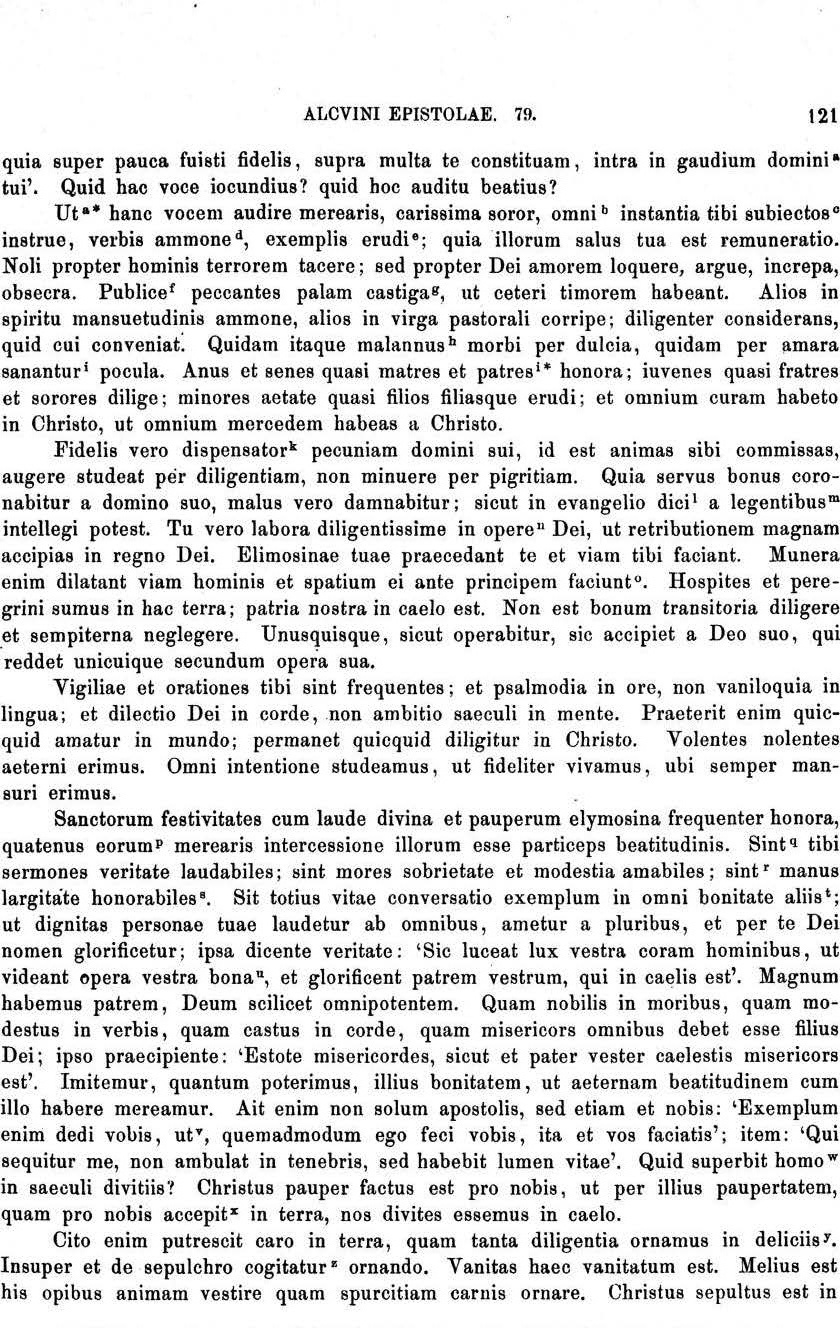 ALCVINI EPISTOLAE. 79. 121
quia super pauca fuisti fidelis, supra multa te constituam, intra in gaudium domini ᵃ
tui’. Quid hac voce iocundius? quid hoc auditu beatius?
Ut ᵃ* hanc vocem audire merearis, carissima soror, omni ᵇ instantia tibi subiectos ᶜ
instrue, verbis ammone ᵈ, exemplis erudi ᵉ; quia illorum salus tua est remuneratio.
Noli propter hominis terrorem tacere; sed propter Dei amorem loquere, argue, increpa,
obsecra. Publice ᶠ peccantes palam castiga ᵍ, ut ceteri timorem habeant. Alios in
spiritu mansuetudinis ammone, alios in virga pastorali corripe; diligenter considerans,
quid cui conveniat. Quidam itaque malannus ʰ morbi per dulcia, quidam per amara
sanantur ⁱ pocula. Anus et senes quasi matres et patres ⁱ* honora; iuvenes quasi fratres
et sorores dilige; minores aetate quasi filios filiasque erudi; et omnium curam habeto
in Christo, ut omnium mercedem habeas a Christo.
Fidelis vero dispensator ᵏ pecuniam domini sui, id est animas sibi commissas,
augere studeat per diligentiam, non minuere per pigritiam. Quia servus bonus coro-
nabitur a domino suo, malus vero damnabitur; sicut in evangelio dici ˡ a legentibus ᵐ
intellegi potest. Tu vero labora diligentissime in opere ⁿ Dei, ut retributionem magnam
accipias in regno Dei. Elimosinae tuae praecedant te et viam tibi faciant. Munera
enim dilatant viam hominis et spatium ei ante principem faciunt ᵒ. Hospites et pere-
grini sumus in hac terra; patria nostra in caelo est. Non est bonum transitoria diligere
et sempiterna neglegere. Unusquisque, sicut operabitur, sic accipiet a Deo suo, qui
reddet unicuique secundum opera sua.
Vigiliae et orationes tibi sint frequentes; et psalmodia in ore, non vaniloquia in
lingua; et dilectio Dei in corde, non ambitio saeculi in mente. Praeterit enim quic-
quid amatur in mundo; permanet quicquid diligitur in Christo. Volentes nolentes
aeterni erimus. Omni intentione studeamus, ut fideliter vivamus, ubi semper man-
suri erimus.
Sanctorum festivitates cum laude divina et pauperum elymosina frequenter honora,
quatenus eorum ᵖ merearis intercessione illorum esse particeps beatitudinis. Sint q tibi
sermones veritate laudabiles; sint mores sobrietate et modestia amabiles; sint ʳ manus
largitate honorabiles ˢ. Sit totius vitae conversatio exemplum in omni bonitate aliis ᵗ;
ut dignitas personae tuae laudetur ab omnibus, ametur a pluribus, et per te Dei
nomen glorificetur; ipsa dicente veritate: ‘Sic luceat lux vestra coram hominibus, ut
videant opera vestra bona ᵘ, et glorificent patrem vestrum, qui in caelis est’. Magnum
habemus patrem, Deum scilicet omnipotentem. Quam nobilis in moribus, quam mo-
destus in verbis, quam castus in corde, quam misericors omnibus debet esse filius
Dei; ipso praecipiente: ‘Estote misericordes, sicut et pater vester caelestis misericors
est’. Imitemur, quantum poterimus, illius bonitatem, ut aeternam beatitudinem cum
illo habere mereamur. Ait enim non solum apostolis, sed etiam et nobis: ‘Exemplum
enim dedi vobis, ut ᵛ, quemadmodum ego feci vobis, ita et vos faciatis’; item: ‘Qui
sequitur me, non ambulat in tenebris, sed habebit lumen vitae’. Quid superbit homo ʷ
in saeculi divitiis? Christus pauper factus est pro nobis, ut per illius paupertatem,
quam pro nobis accepit ˣ in terra, nos divites essemus in caelo.
Cito enim putrescit caro in terra, quam tanta diligentia ornamus in deliciis ʸ.
Insuper et de sepulchro cogitatur ᶻ ornando. Vanitas haec vanitatum est. Melius est
his opibus animam vestire quam spurcitiam carnis ornare. Christus sepultus est in